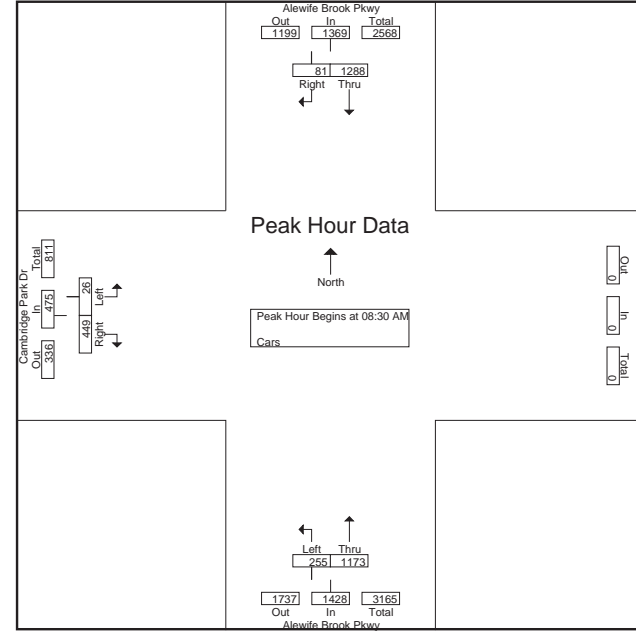 Alewife Brook Pkwy
Out In Total
1199 1369 2568
81 1288
Right Thru
Peak Hour Data
North
Peak Hour Begins at 08:30 AM
Cars
Cambridge Park Dr
Out In Total
336 475 811
449 26
Right Left
Out In Total
0 0 0
Left Thru
255 1173
1737 1428 3165
Out In Total
Alewife Brook Pkwy